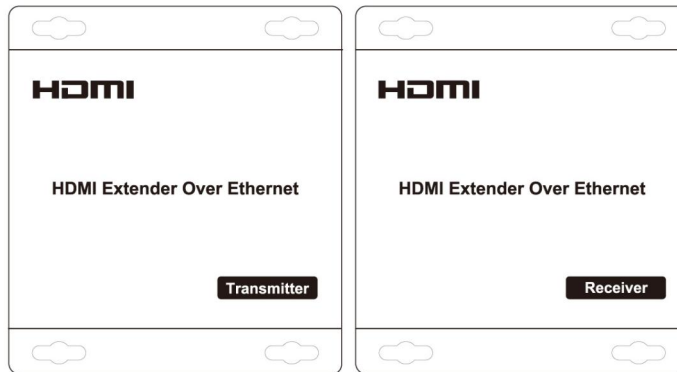 HDMI
HDMI Extender Over Ethernet
Transmitter
HDMI
HDMI Extender Over Ethernet
Receiver